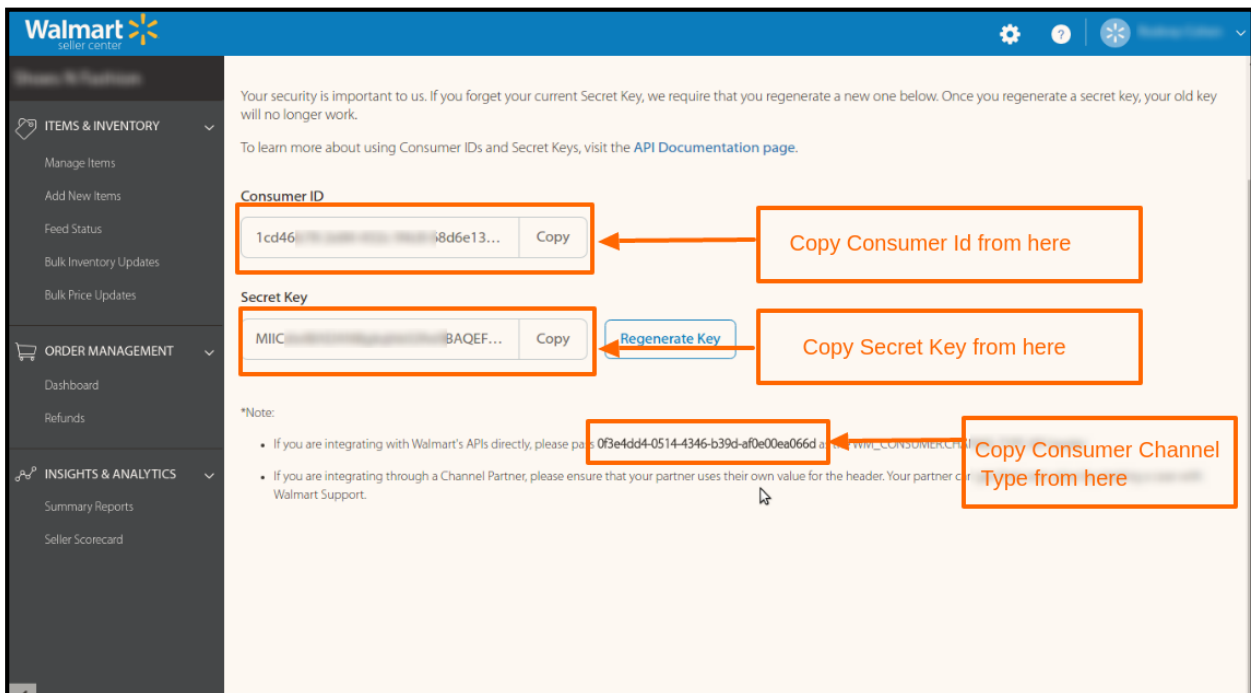 Walmart
seller center
ITEMS & INVENTORY
Manage Items
Add New Items
Feed Status
Bulk Inventory Updates
Bulk Price Updates
ORDER MANAGEMENT
Dashboard
Refunds
INSIGHTS & ANALYTICS
Summary Reports
Seller Scorecard
Your security is important to us. If you forget your current Secret Key, we require that you regenerate a new one below. Once you regenerate a secret key, your old key
will no longer work.
To learn more about using Consumer IDs and Secret Keys, visit the API Documentation page.
Consumer ID
1cd46 68d6e13... Copy
Copy Consumer Id from here
Secret Key
MIIC BAQEF... Copy Regenerate Key
Copy Secret Key from here
*Note:
• If you are integrating with Walmart's APIs directly, please pass 0f3e4dd4-0514-4346-b39d-af0e00ea066d WM_CONSUMER.CHA
• If you are integrating through a Channel Partner, please ensure that your partner uses their own value for the header. Your partner
Walmart Support.
Copy Consumer Channel
Type from here